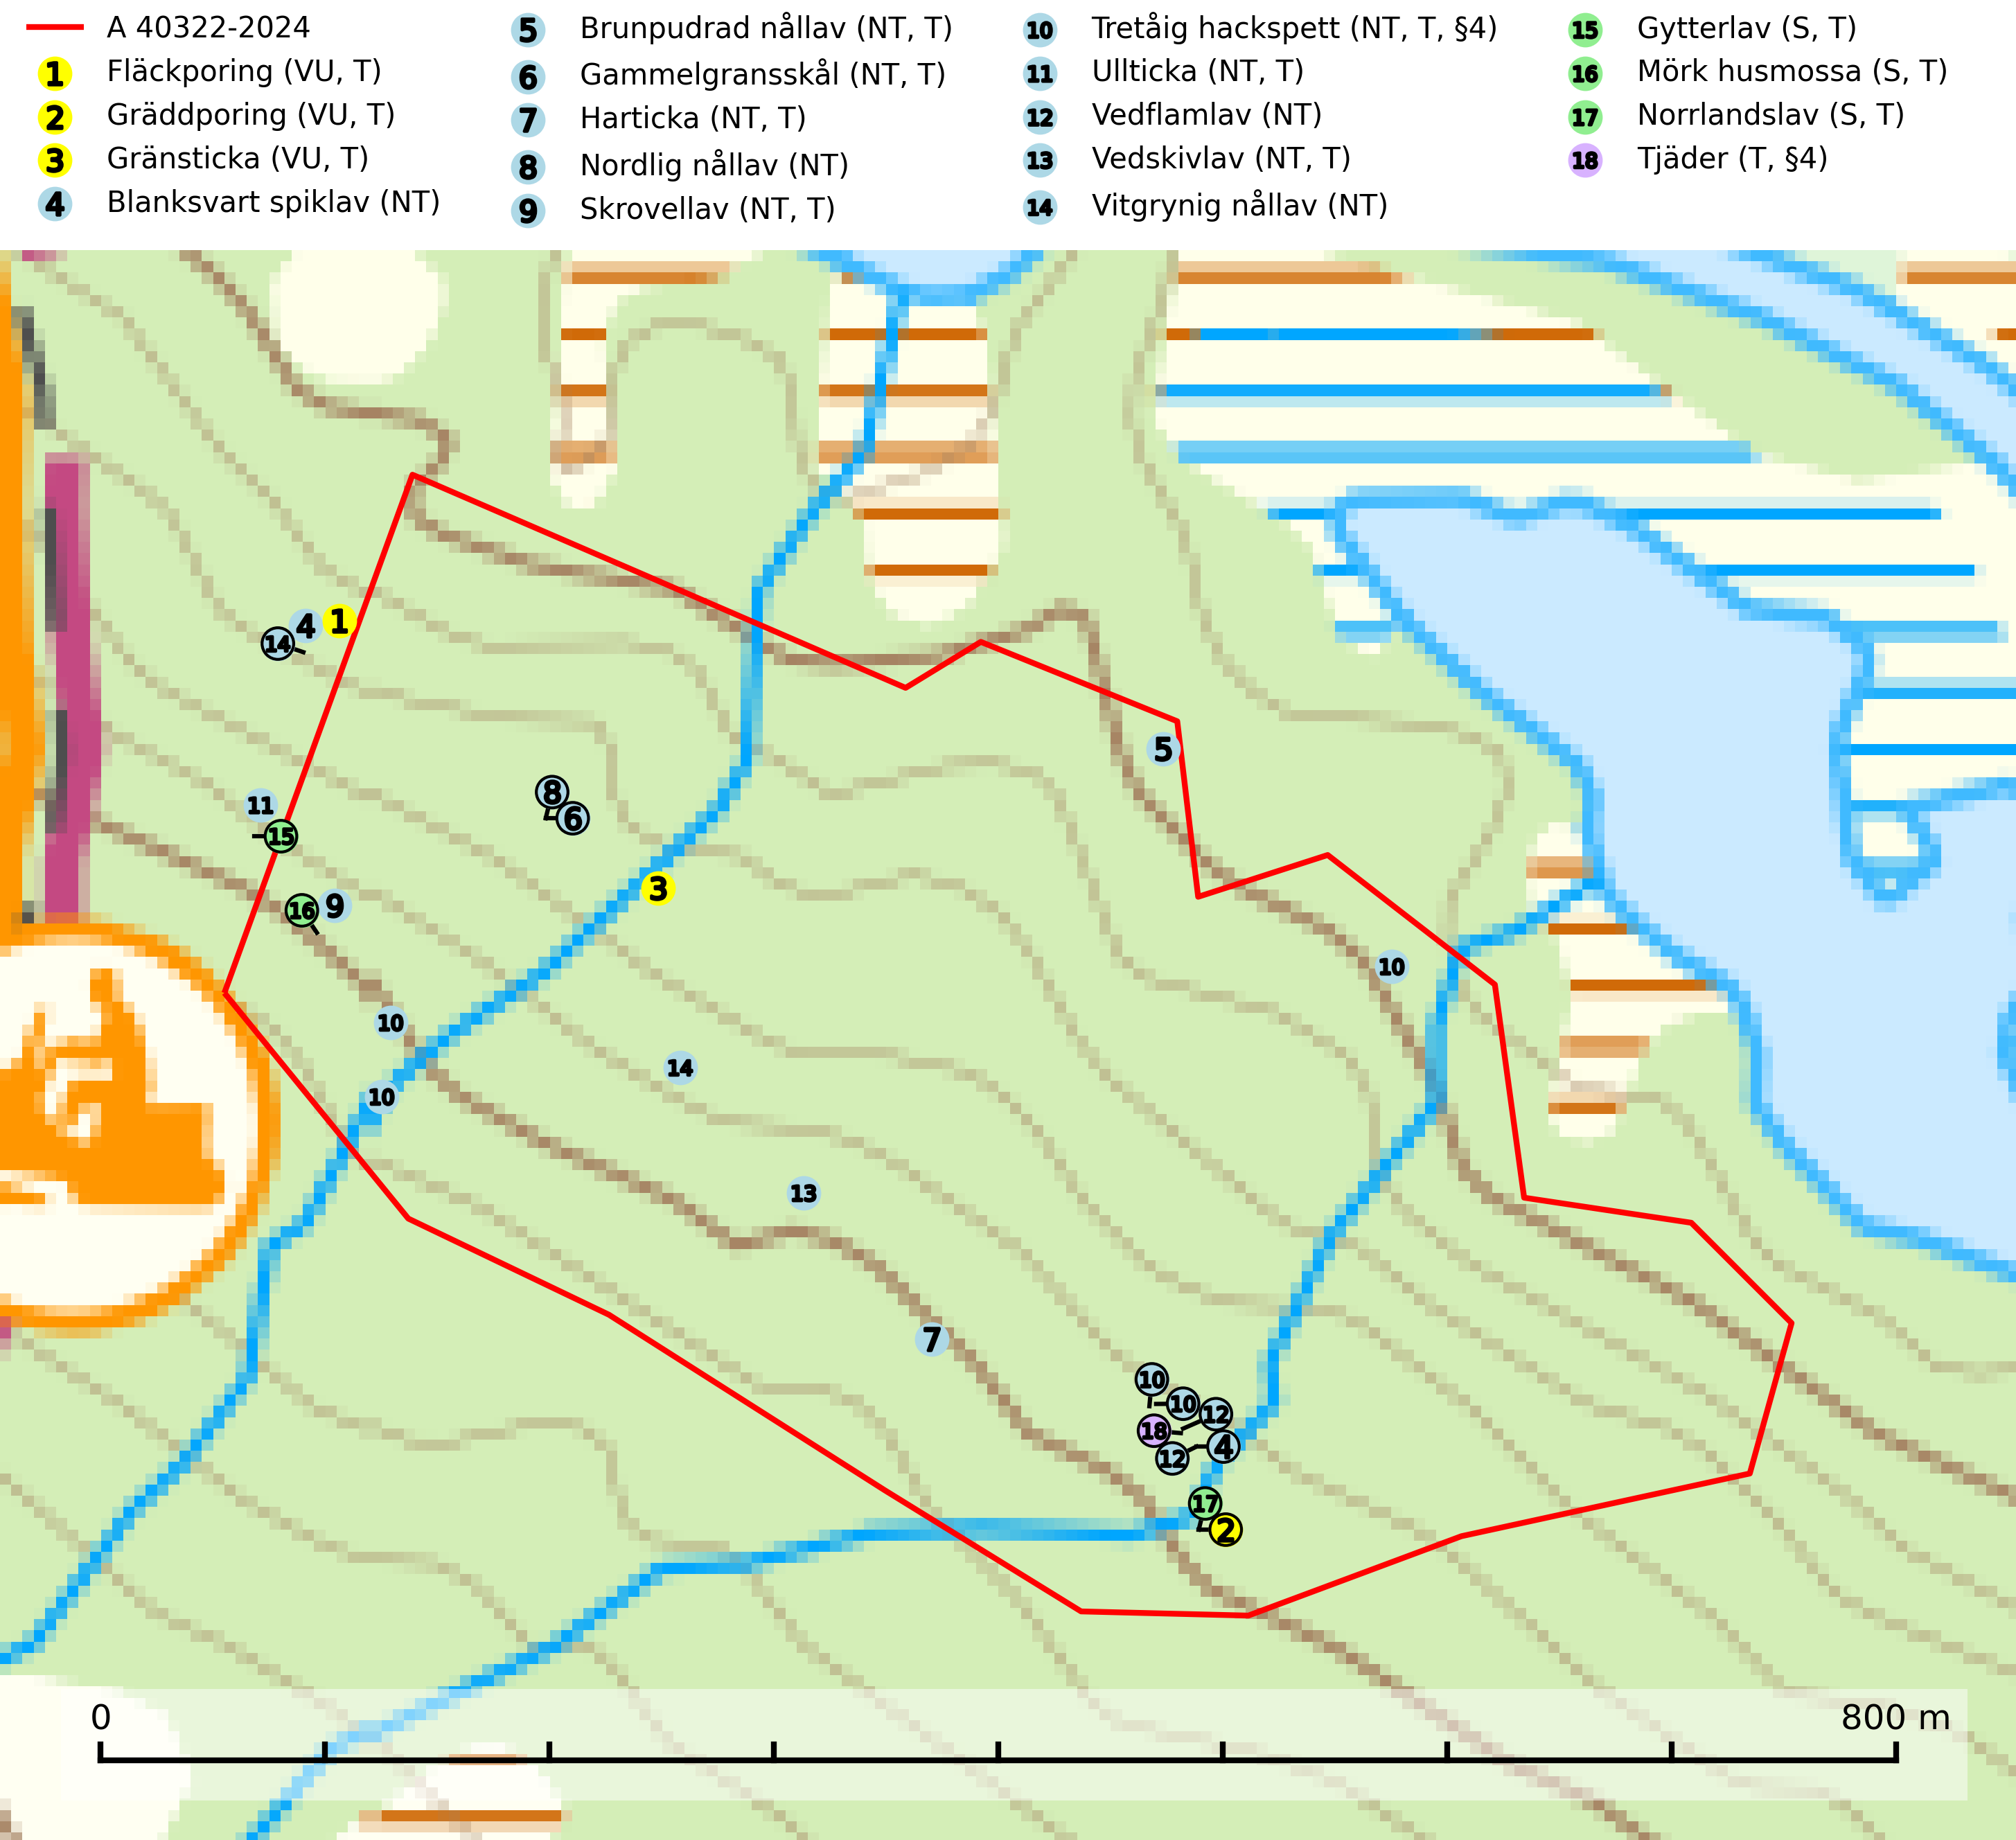 A 40322-2024
1 Fläckporing (VU, T)
2 Gräddporing (VU, T)
3 Gränsticka (VU, T)
4 Blanksvart spiklav (NT)
5 Brunpudrad nållav (NT, T)
6 Gammelgransskål (NT, T)
7 Harticka (NT, T)
8 Nordlig nållav (NT)
9 Skrovellav (NT, T)
10 Tretåig hackspett (NT, T, §4)
11 Ullticka (NT, T)
12 Vedflamlav (NT)
13 Vedskivlav (NT, T)
14 Vitgrynig nållav (NT)
15 Gytterlav (S, T)
16 Mörk husmossa (S, T)
17 Norrlandslav (S, T)
18 Tjäder (T, §4)
14 4 1
5
11
8
6
15
3
16 9
10
10
14
10
13
7
10
10
12
18
4
12
17
2
0
800 m